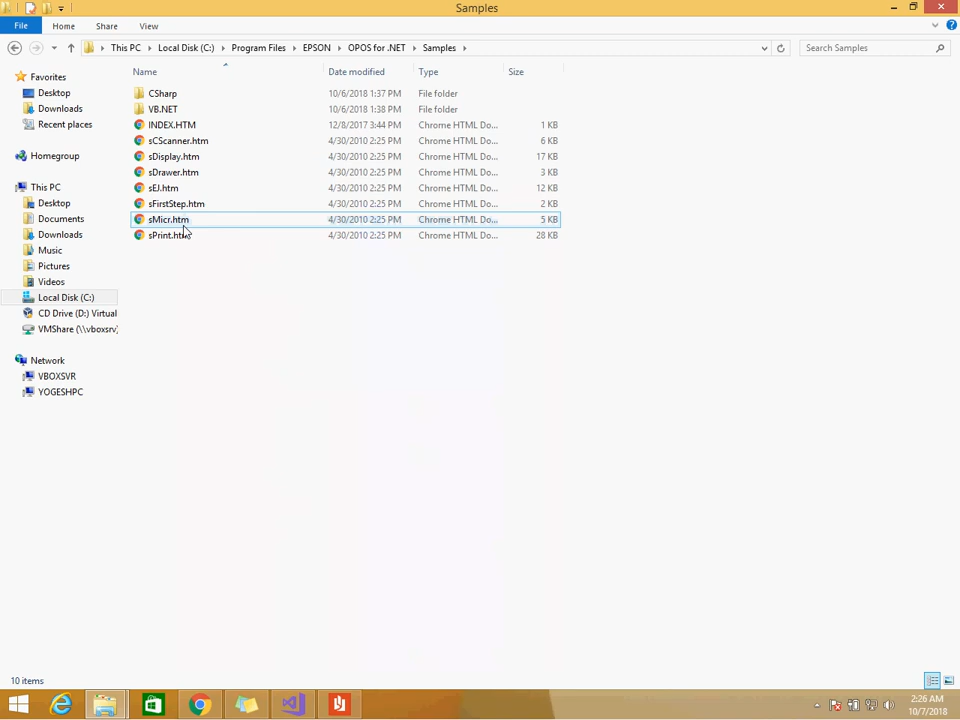 Samples
File Home Share View
This PC Local Disk (C:) Program Files EPSON OPOS for .NET Samples Search Samples
Name Date modified Type Size
CSharp 10/6/2018 1:37 PM File folder
VB.NET 10/6/2018 1:38 PM File folder
INDEX.HTM 12/8/2017 3:44 PM Chrome HTML Do... 1 KB
sCScanner.htm 4/30/2010 2:25 PM Chrome HTML Do... 6 KB
sDisplay.htm 4/30/2010 2:25 PM Chrome HTML Do... 17 KB
sDrawer.htm 4/30/2010 2:25 PM Chrome HTML Do... 3 KB
sEJ.htm 4/30/2010 2:25 PM Chrome HTML Do... 12 KB
sFirstStep.htm 4/30/2010 2:25 PM Chrome HTML Do... 2 KB
sMicr.htm 4/30/2010 2:25 PM Chrome HTML Do... 5 KB
sPrint.htm 4/30/2010 2:25 PM Chrome HTML Do... 28 KB
Favorites
Desktop
Downloads
Recent places
Homegroup
This PC
Desktop
Documents
Downloads
Music
Pictures
Videos
Local Disk (C:)
CD Drive (D:) Virtual
VMShare (\\vboxsrv)
Network
VBOXSVR
YOGESHPC
10 items
2:26 AM
10/7/2018